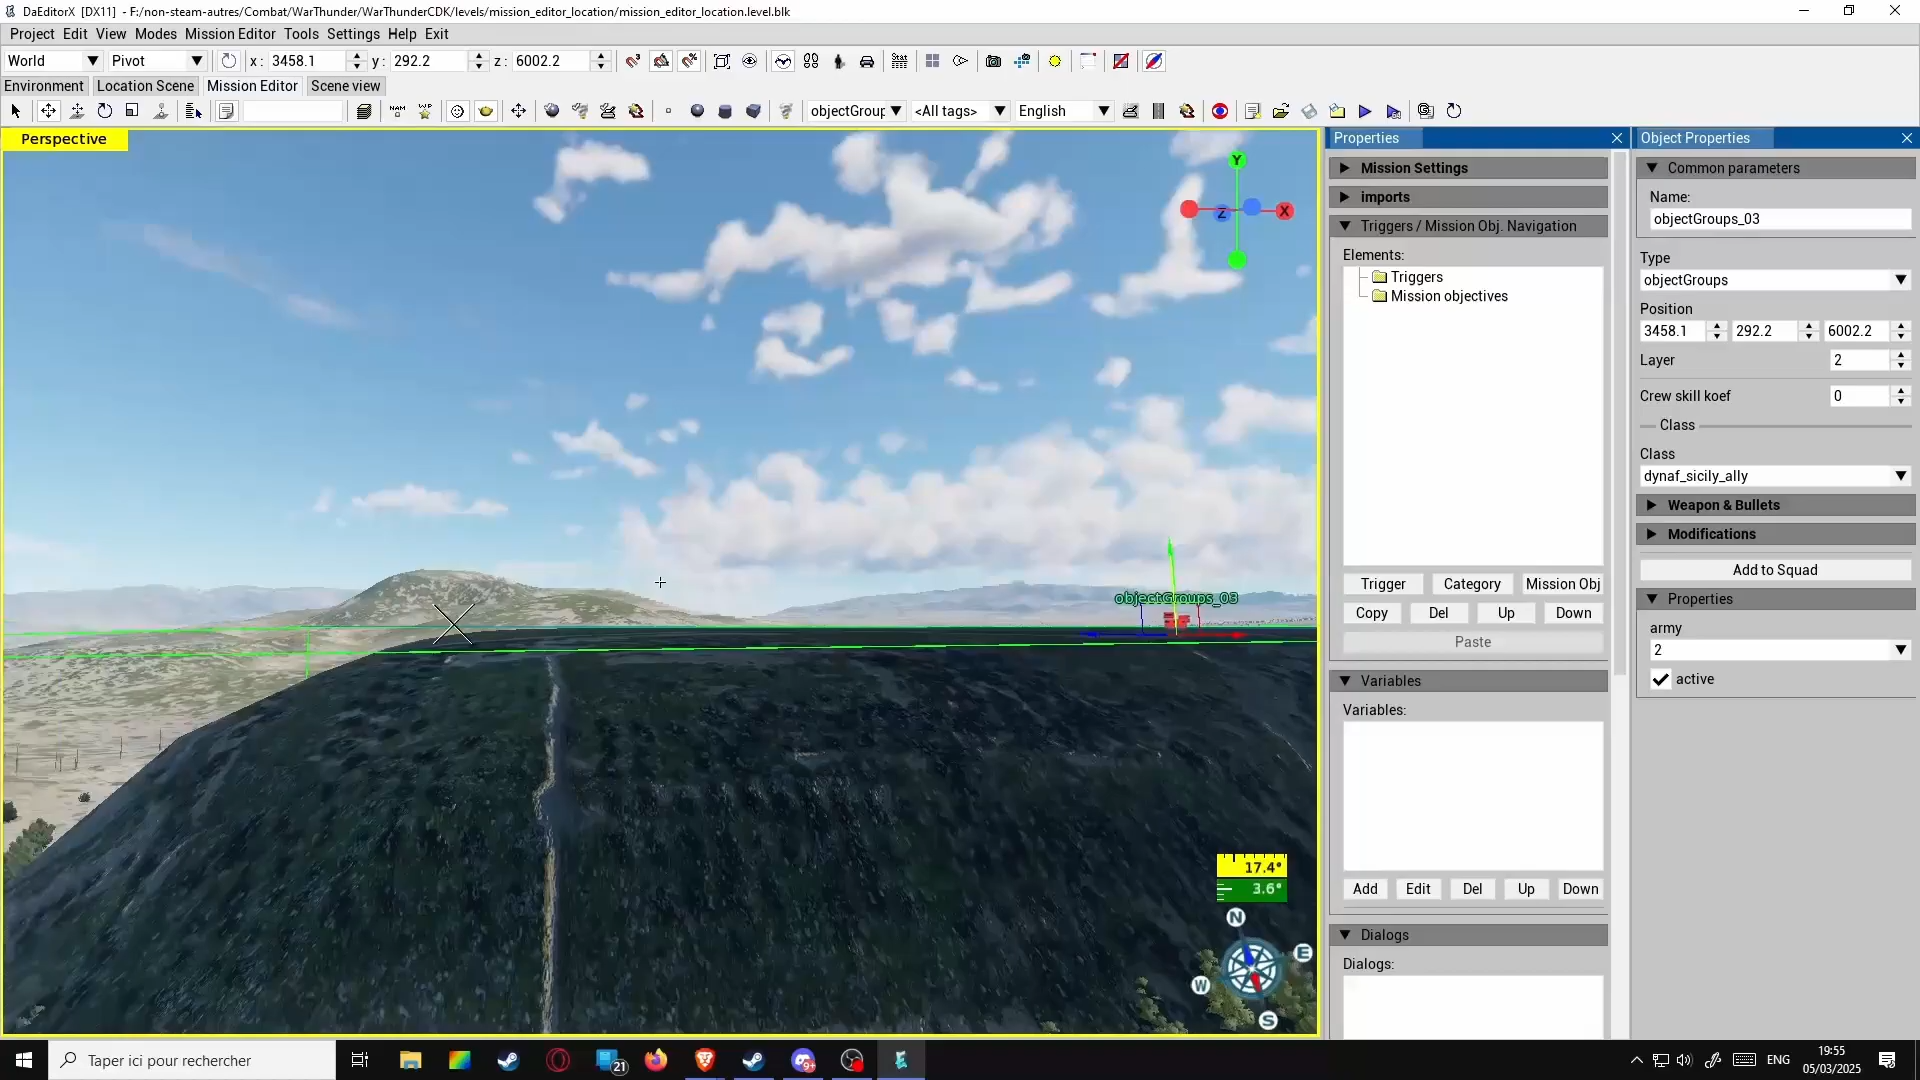 DaEditorX [DX11] - F:/non-steam-autres/Combat/WarThunder/WarThunderCDK/levels/mission_editor_location/mission_editor_location.level.blk
Project Edit View Modes Mission Editor Tools Settings Help Exit
World Pivot x : 3458.1 y : 292.2 z : 6002.2
Environment Location Scene Mission Editor Scene view
NAM WP objectGroup <All tags> English
Perspective
Y
Z
X
objectGroups_03
17.4°
3.6°
N
E
W
S
Properties
Mission Settings
imports
Triggers / Mission Obj. Navigation
Elements:
Triggers
Mission objectives
Trigger Category Mission Obj
Copy Del Up Down
Paste
Variables
Variables:
Add Edit Del Up Down
Dialogs
Dialogs:
Object Properties
Common parameters
Name:
objectGroups_03
Type
objectGroups
Position
3458.1 292.2 6002.2
Layer 2
Crew skill koef 0
Class
Class
dynaf_sicily_ally
Weapon & Bullets
Modifications
Add to Squad
Properties
army
2
active
Taper ici pour rechercher
21
9+
ENG
19:55
05/03/2025